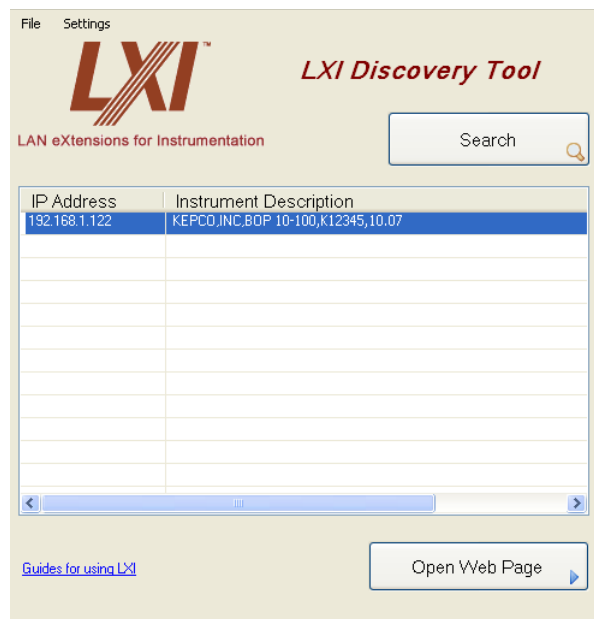 File Settings
LXI™
LXI Discovery Tool
LAN eXtensions for Instrumentation
Search
IP Address Instrument Description
192.168.1.122 KEPCO,INC,BOP 10-100,K12345,10.07
Guides for using LXI
Open Web Page